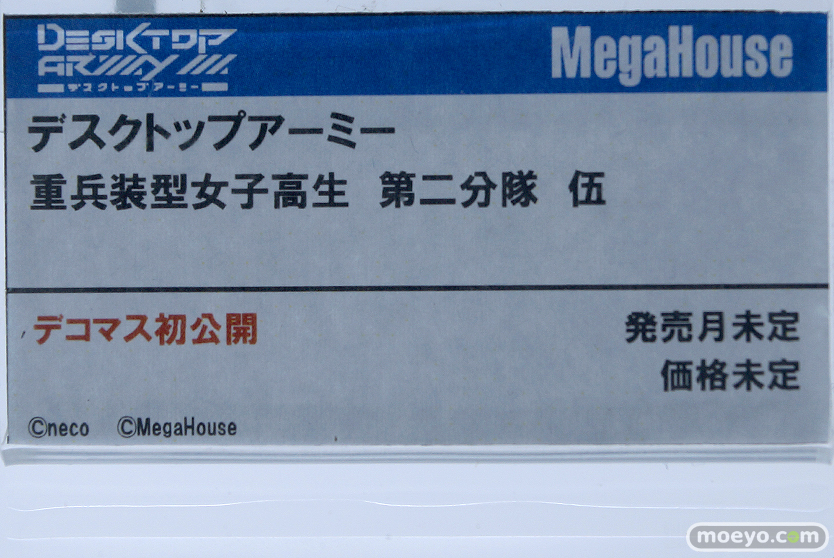 DESKTOP ARMY
デスクトップアーミー
MegaHouse
デスクトップアーミー
重兵装型女子高生 第二分隊 伍
デコマス初公開
発売月未定
価格未定
©neco ©MegaHouse
moeyo.com